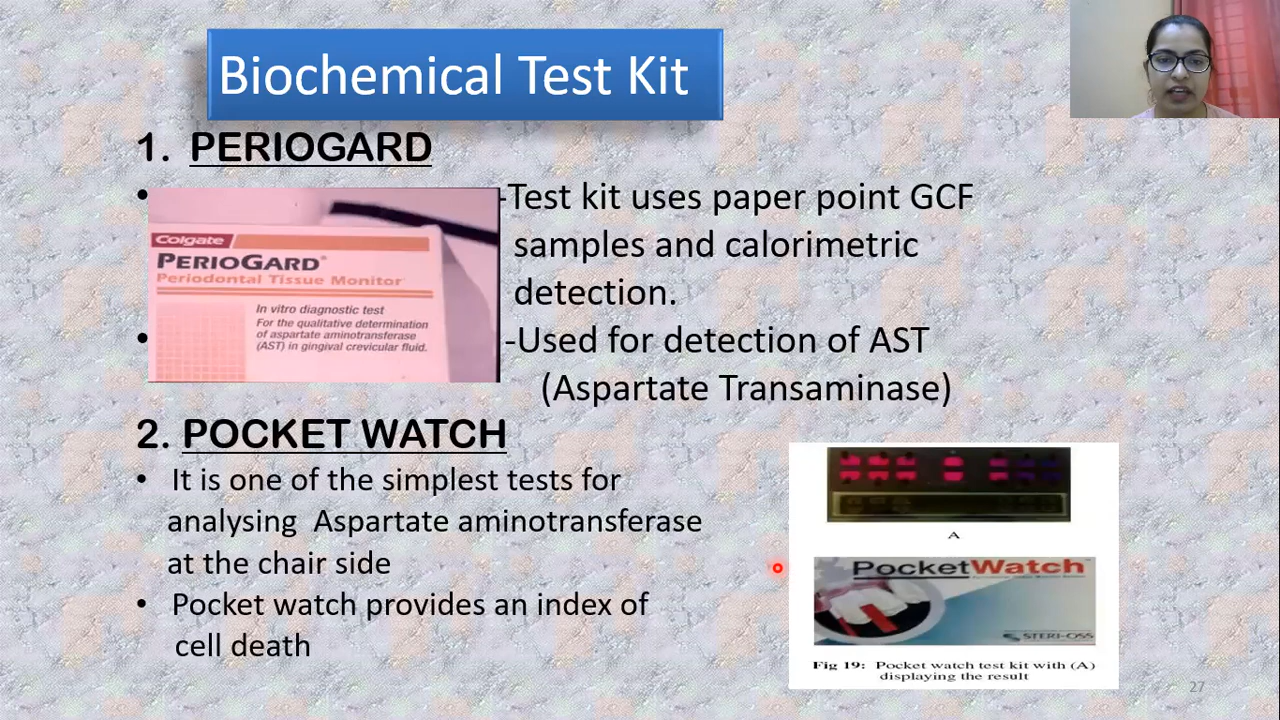 Biochemical Test Kit
1. PERIOGARD
• -Test kit uses paper point GCF
samples and calorimetric
detection.
• -Used for detection of AST
(Aspartate Transaminase)
Colgate
PERIOGARD®
Periodontal Tissue Monitor
In vitro diagnostic test
For the qualitative determination
of aspartate aminotransferase
(AST) in gingival crevicular fluid.
2. POCKET WATCH
• It is one of the simplest tests for
analysing Aspartate aminotransferase
at the chair side
• Pocket watch provides an index of
cell death
A
PocketWatch™
STERI-OSS
Fig 19: Pocket watch test kit with (A)
displaying the result
27